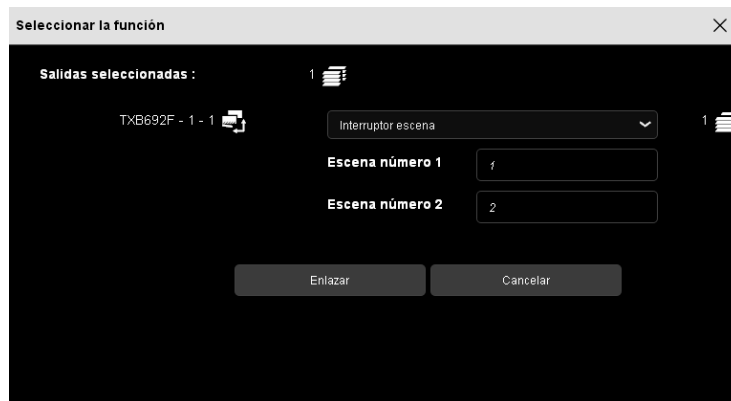 Seleccionar la función
Salidas seleccionadas :
1
TXB692F - 1 - 1
Interruptor escena
1
Escena número 1
1
Escena número 2
2
Enlazar
Cancelar